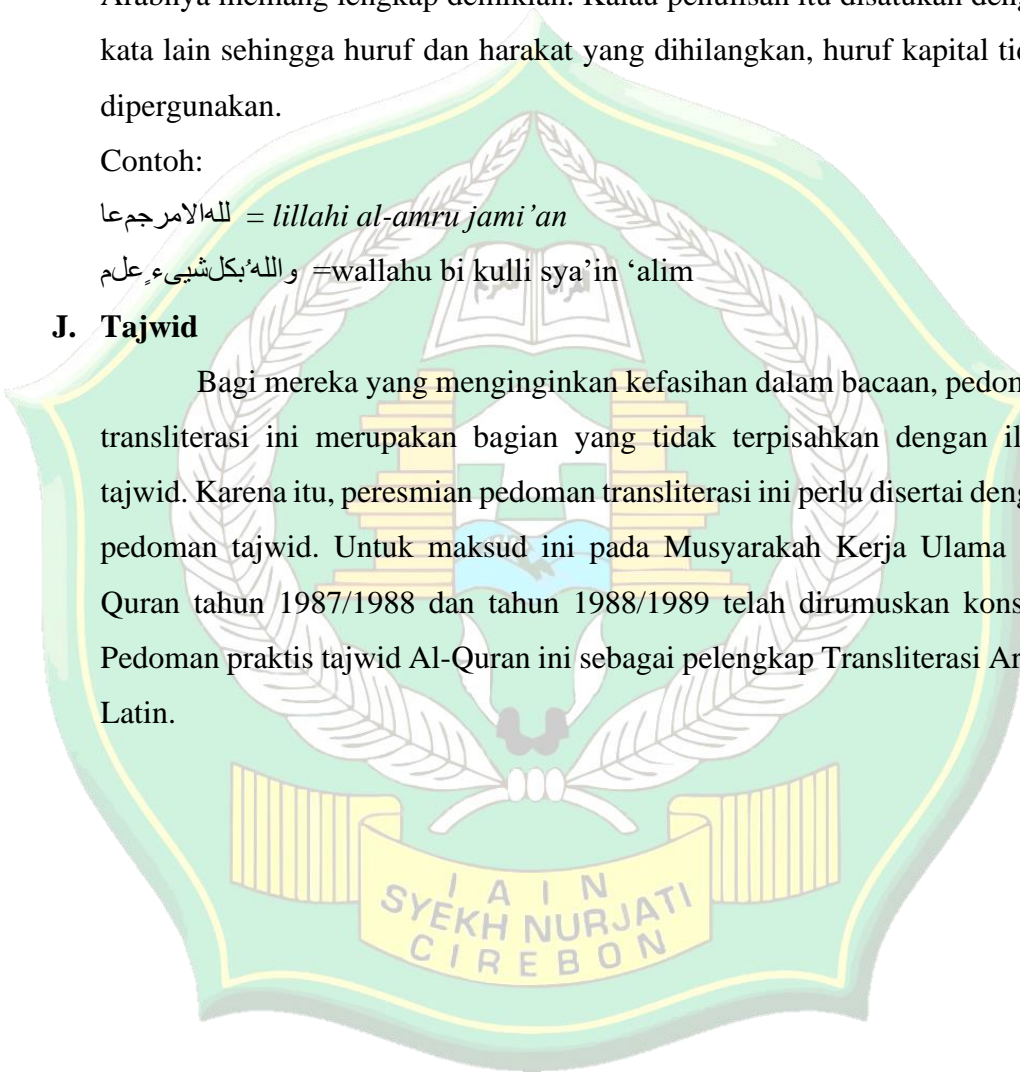 Arabnya memang lengkap demikian. Kalau penulisan itu disatukan deng
kata lain sehingga huruf dan harakat yang dihilangkan, huruf kapital ti
dipergunakan.
Contoh:
للهالامرجمعا = lillahi al-amru jami’an
واللهُبكلشيىءٍعلم =wallahu bi kulli sya’in ‘alim
J. Tajwid
Bagi mereka yang menginginkan kefasihan dalam bacaan, pedon
transliterasi ini merupakan bagian yang tidak terpisahkan dengan il
tajwid. Karena itu, peresmian pedoman transliterasi ini perlu disertai deng
pedoman tajwid. Untuk maksud ini pada Musyarakah Kerja Ulama
Quran tahun 1987/1988 dan tahun 1988/1989 telah dirumuskan kons
Pedoman praktis tajwid Al-Quran ini sebagai pelengkap Transliterasi Ar
Latin.
IAIN
SYEKH NURJATI
CIREBON